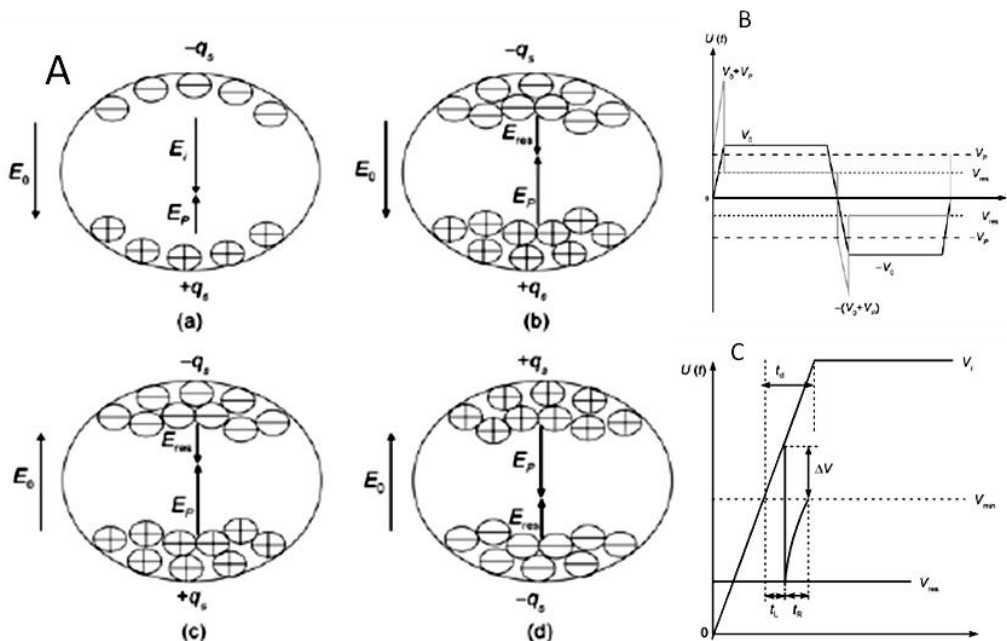 A
−q_s
E_0
E_i
E_P
+q_s
(a)
−q_s
E_0
E_res
E_P
+q_s
(b)
−q_s
E_0
E_res
E_P
+q_s
(c)
+q_s
E_0
E_P
E_res
−q_s
(d)
B
U (t)
V_0+V_P
V_0
V_P
V_res
V_res
V_P
−V_0
−(V_0+V_P)
C
U (t)
t_d
V_i
ΔV
V_min
V_res
t_L
t_R
0